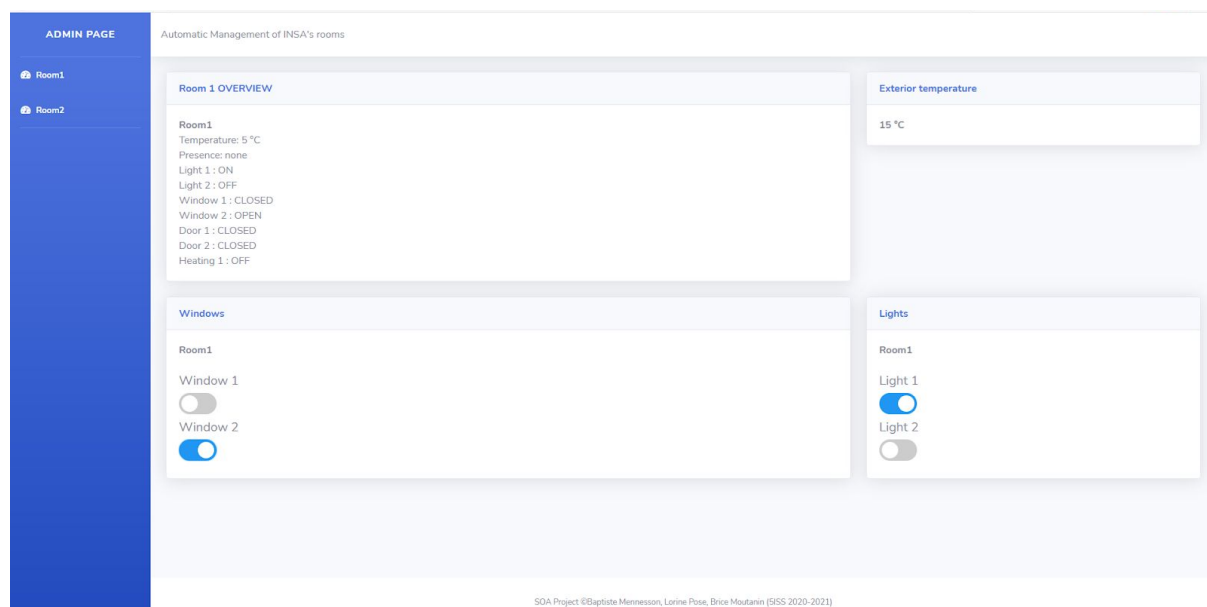 ADMIN PAGE
Room1
Room2
Automatic Management of INSA's rooms
Room 1 OVERVIEW
Room1
Temperature: 5 °C
Presence: none
Light 1 : ON
Light 2 : OFF
Window 1 : CLOSED
Window 2 : OPEN
Door 1 : CLOSED
Door 2 : CLOSED
Heating 1 : OFF
Exterior temperature
15 °C
Windows
Room1
Window 1
Window 2
Lights
Room1
Light 1
Light 2
SOA Project ©Baptiste Mennesson, Lorine Pose, Brice Moutanin (5ISS 2020-2021)